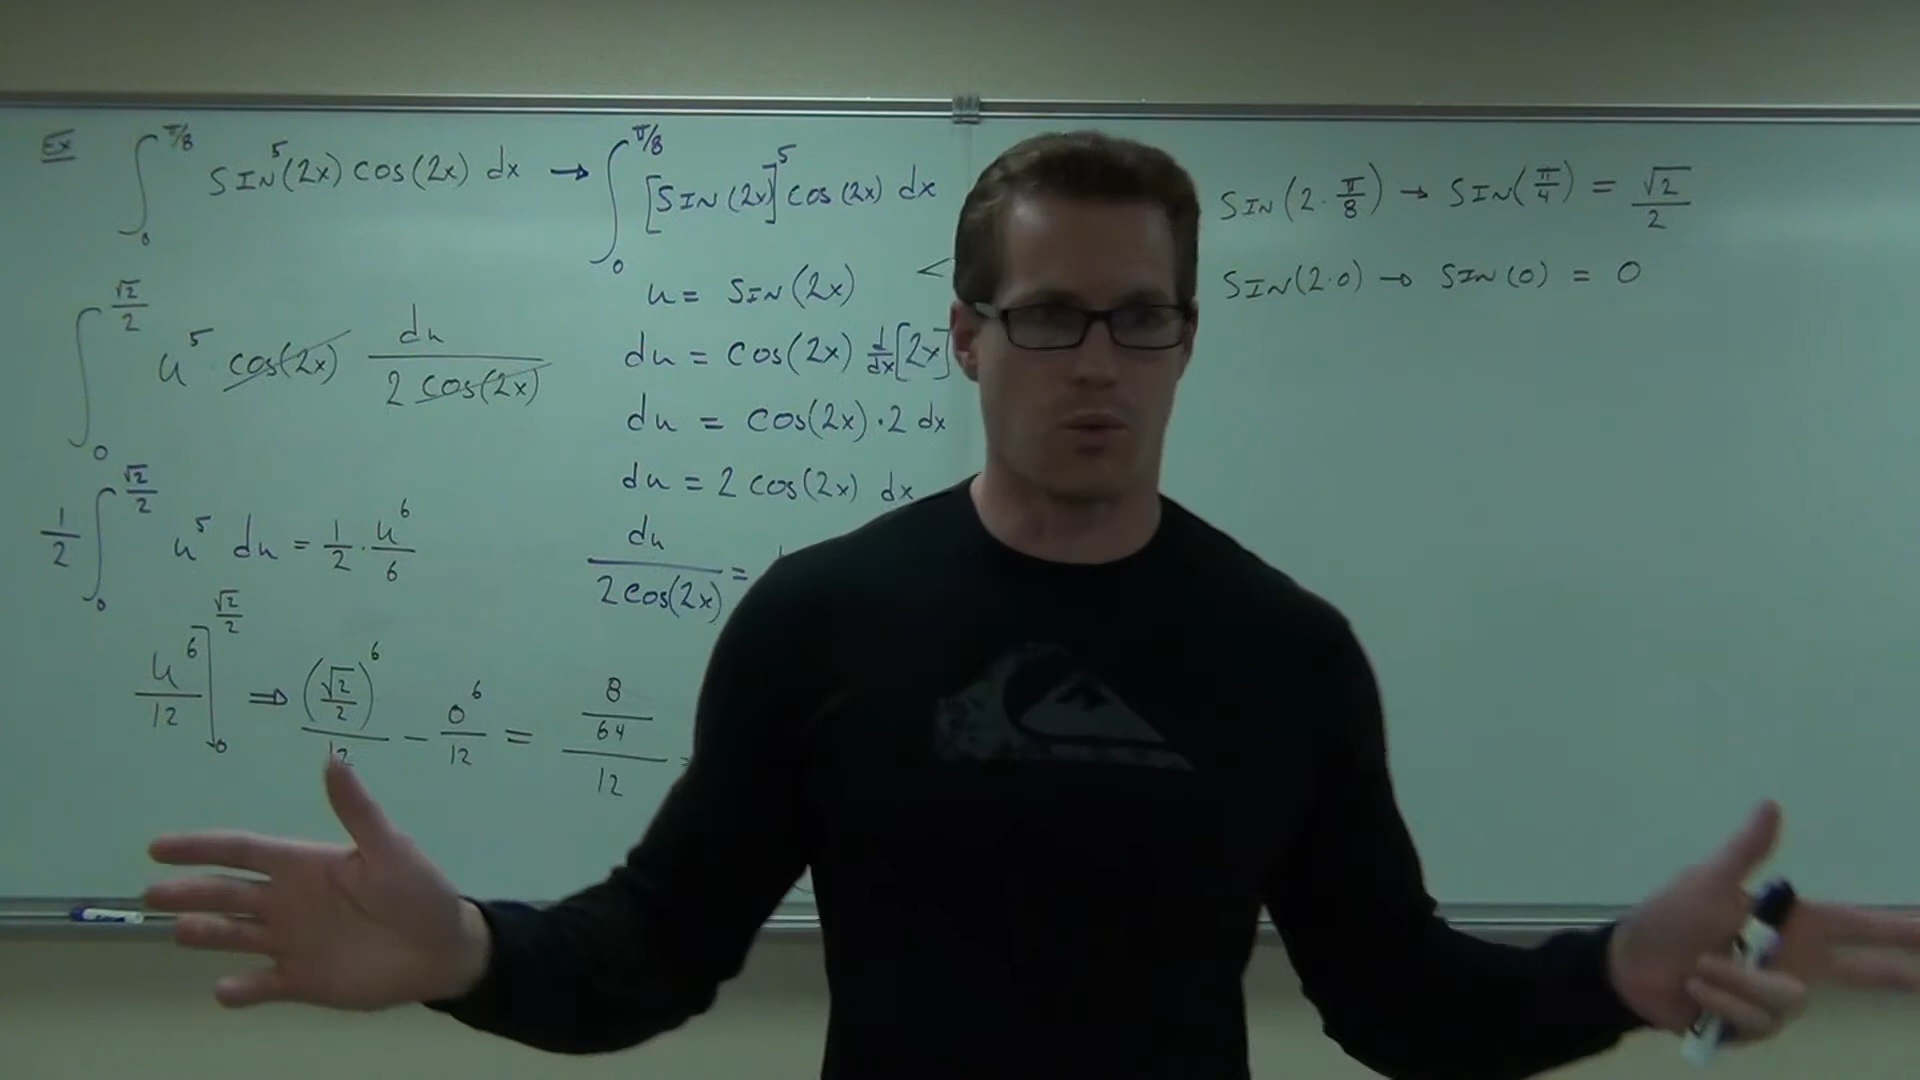 Ex ∫₀^(π/8) SIN⁵(2x) cos(2x) dx → ∫₀^(π/8) [SIN(2x)]⁵ cos(2x) dx
u = SIN(2x) <
du = cos(2x) d/dx[2x]
du = cos(2x)·2 dx
du = 2 cos(2x) dx
du/(2cos(2x)) =
∫₀^(√2/2) u⁵ · cos(2x) du/(2 cos(2x))
1/2 ∫₀^(√2/2) u⁵ du = 1/2 · u⁶/6
u⁶/12 ]₀^(√2/2) ⇒ (√2/2)⁶/12 - 0⁶/12 = (8/64)/12 =
SIN(2·π/8) → SIN(π/4) = √2/2
SIN(2·0) → SIN(0) = 0